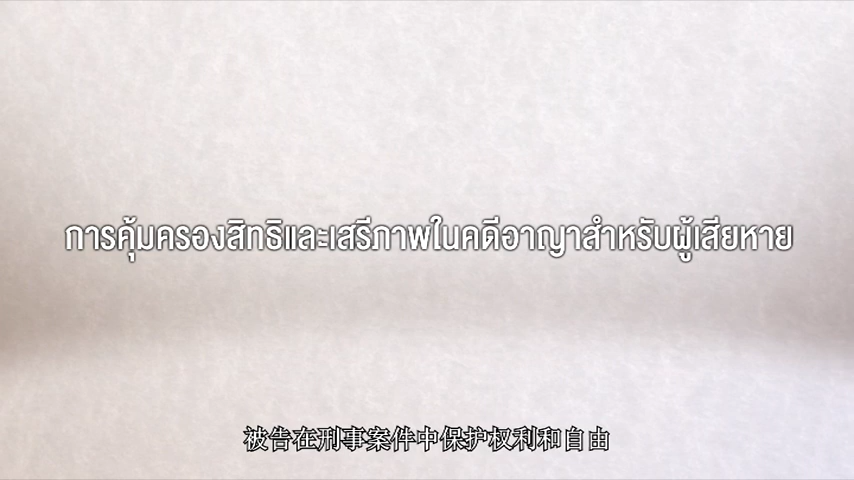 การคุ้มครองสิทธิและเสรีภาพในคดีอาญาสำหรับผู้เสียหาย
被告在刑事案件中保护权利和自由